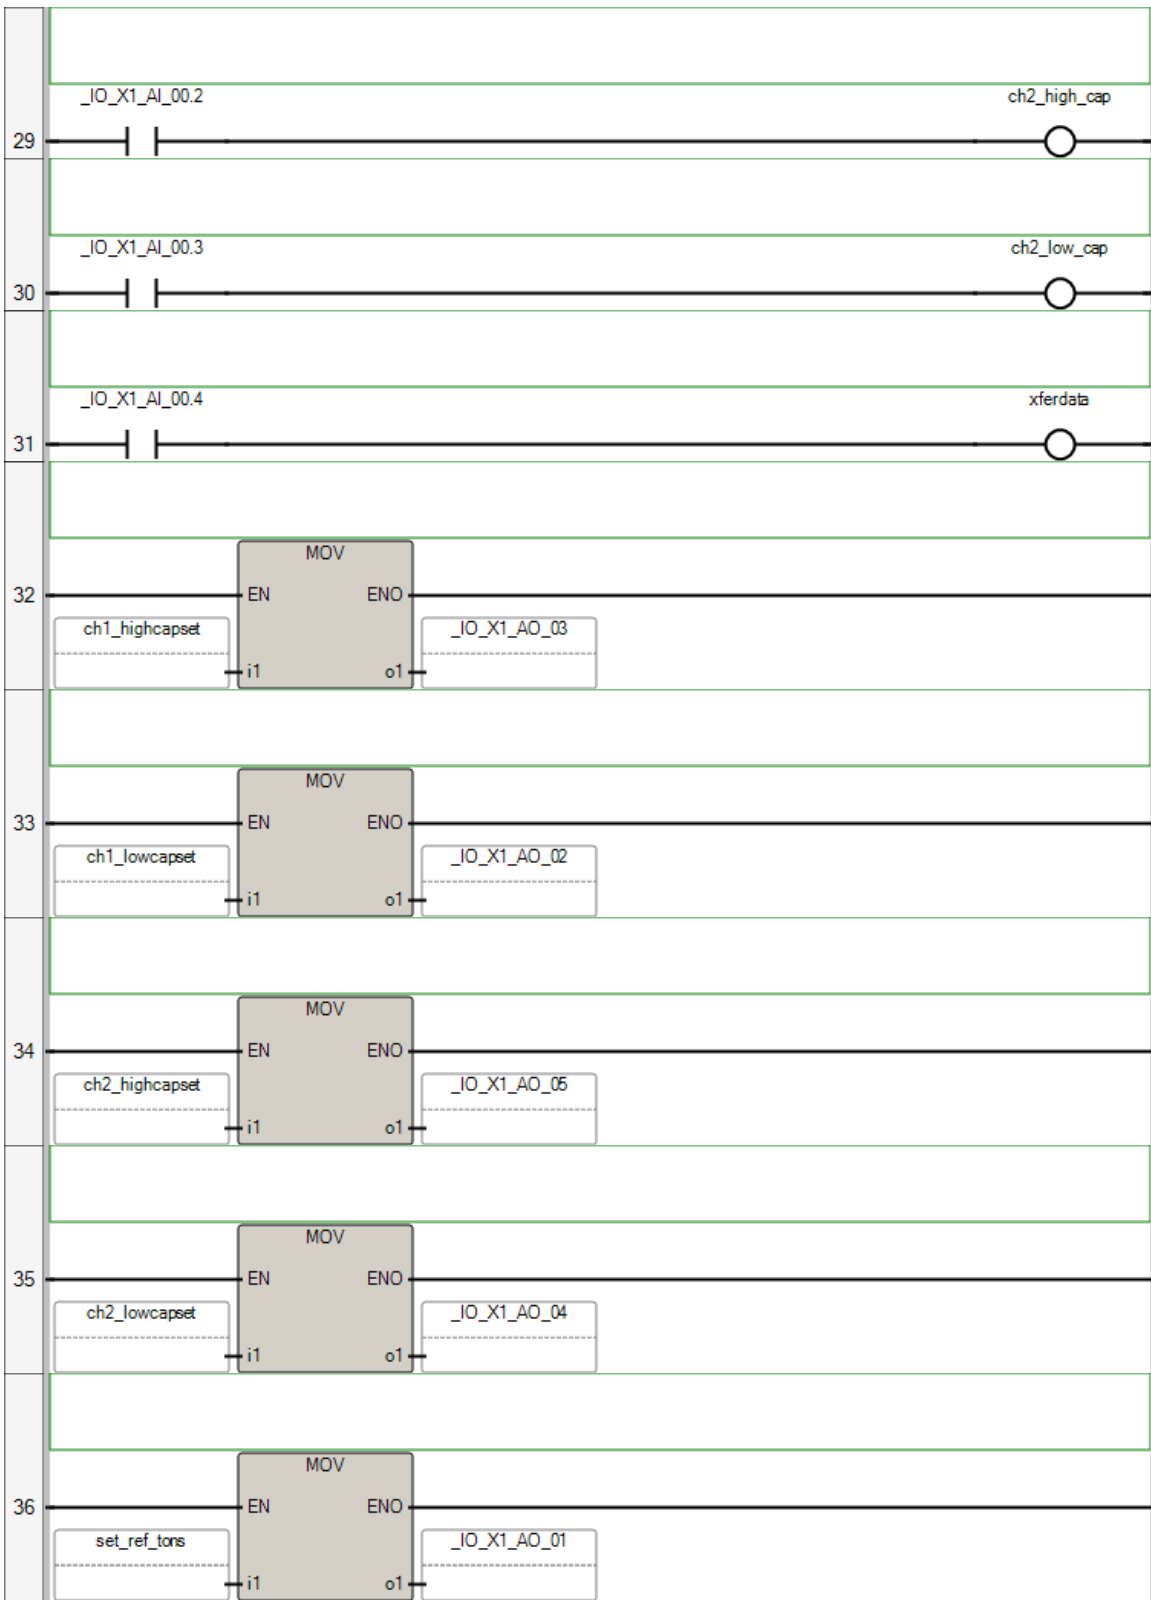 _IO_X1_AI_00.2 ch2_high_cap
29
_IO_X1_AI_00.3 ch2_low_cap
30
_IO_X1_AI_00.4 xferdata
31
MOV
32 EN ENO
ch1_highcapset _IO_X1_AO_03
i1 o1
MOV
33 EN ENO
ch1_lowcapset _IO_X1_AO_02
i1 o1
MOV
34 EN ENO
ch2_highcapset _IO_X1_AO_05
i1 o1
MOV
35 EN ENO
ch2_lowcapset _IO_X1_AO_04
i1 o1
MOV
36 EN ENO
set_ref_tons _IO_X1_AO_01
i1 o1